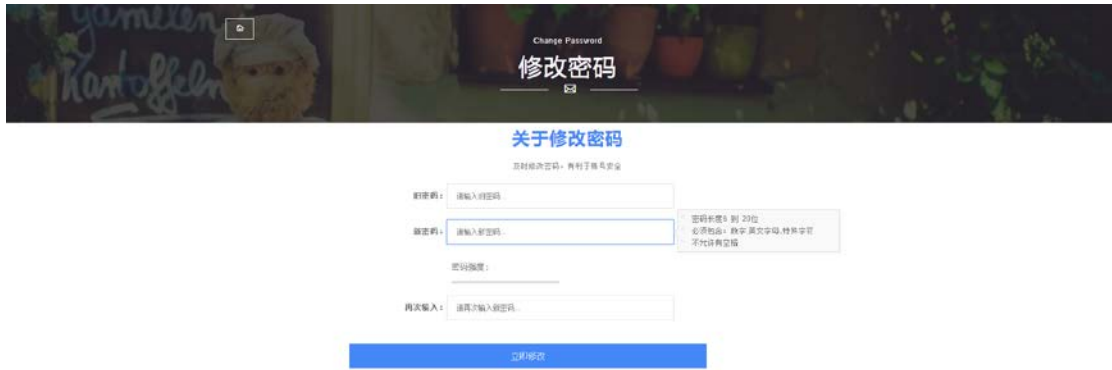 gamelen
Kartoffeln
Change Password
修改密码
关于修改密码
定时修改密码,有利于账号安全
旧密码:
请输入旧密码...
新密码:
请输入新密码...
密码长度6 到 20位
必须包含:数字,英文字母,特殊字符
不允许有空格
密码强度:
再次输入:
请再次输入新密码...
立即修改